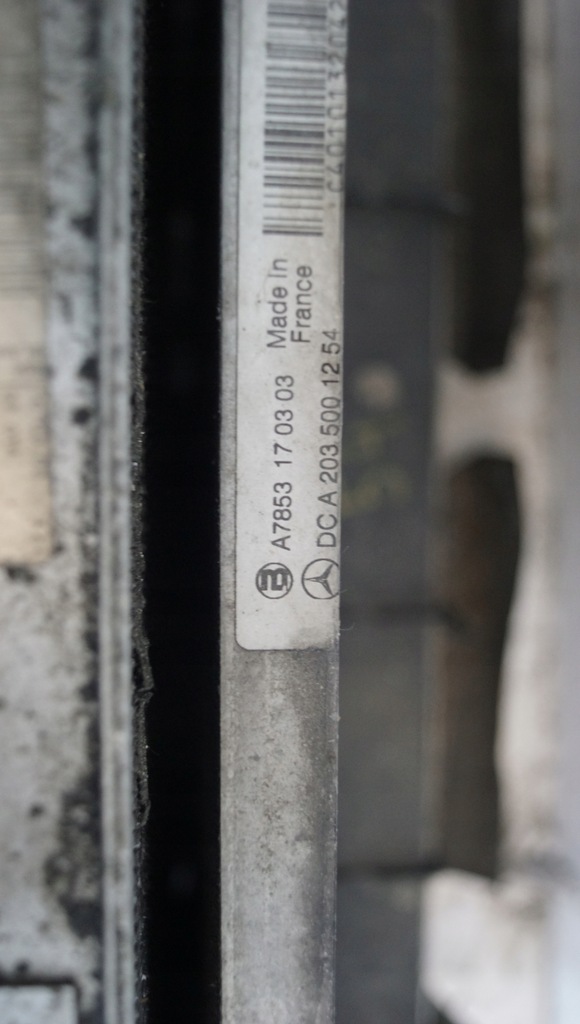 Made In
France
A7853 17 03 03
DC A 203 500 12 54